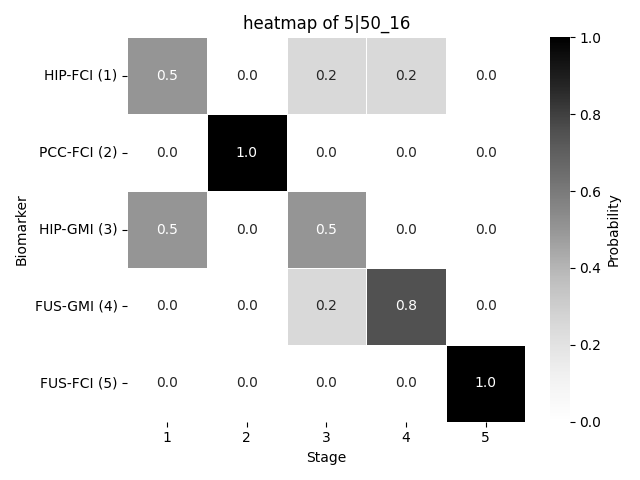 heatmap of 5|50_16
HIP-FCI (1) 0.5 0.0 0.2 0.2 0.0
PCC-FCI (2) 0.0 1.0 0.0 0.0 0.0
HIP-GMI (3) 0.5 0.0 0.5 0.0 0.0
FUS-GMI (4) 0.0 0.0 0.2 0.8 0.0
FUS-FCI (5) 0.0 0.0 0.0 0.0 1.0
1 2 3 4 5
Stage
Biomarker
1.0
0.8
0.6
0.4
0.2
0.0
Probability